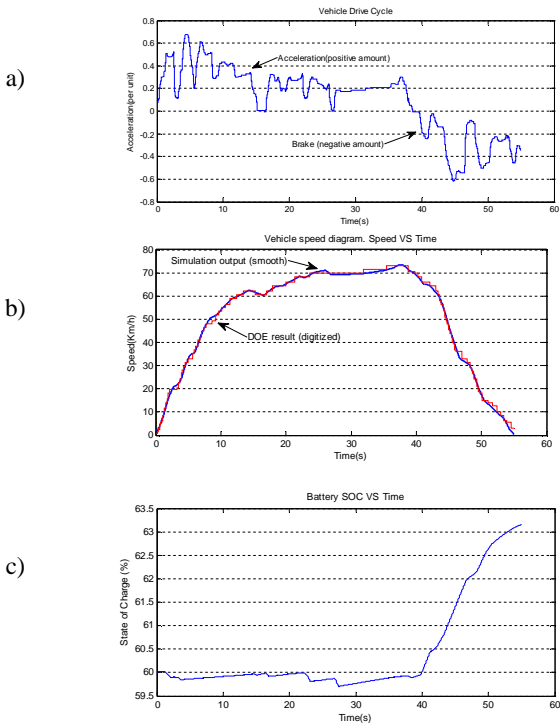 a)
Vehicle Drive Cycle
Acceleration(per unit)
0.8
0.6
0.4
0.2
0
-0.2
-0.4
-0.6
-0.8
Acceleration(positive amount)
Brake (negative amount)
0 10 20 30 40 50 60
Time(s)
b)
Vehicle speed diagram. Speed VS Time
Speed(Km/h)
80
70
60
50
40
30
20
10
0
Simulation output (smooth)
DOE result (digitized)
0 10 20 30 40 50 60
Time(s)
c)
Battery SOC VS Time
State of Charge (%)
63.5
63
62.5
62
61.5
61
60.5
60
59.5
0 10 20 30 40 50 60
Time(s)